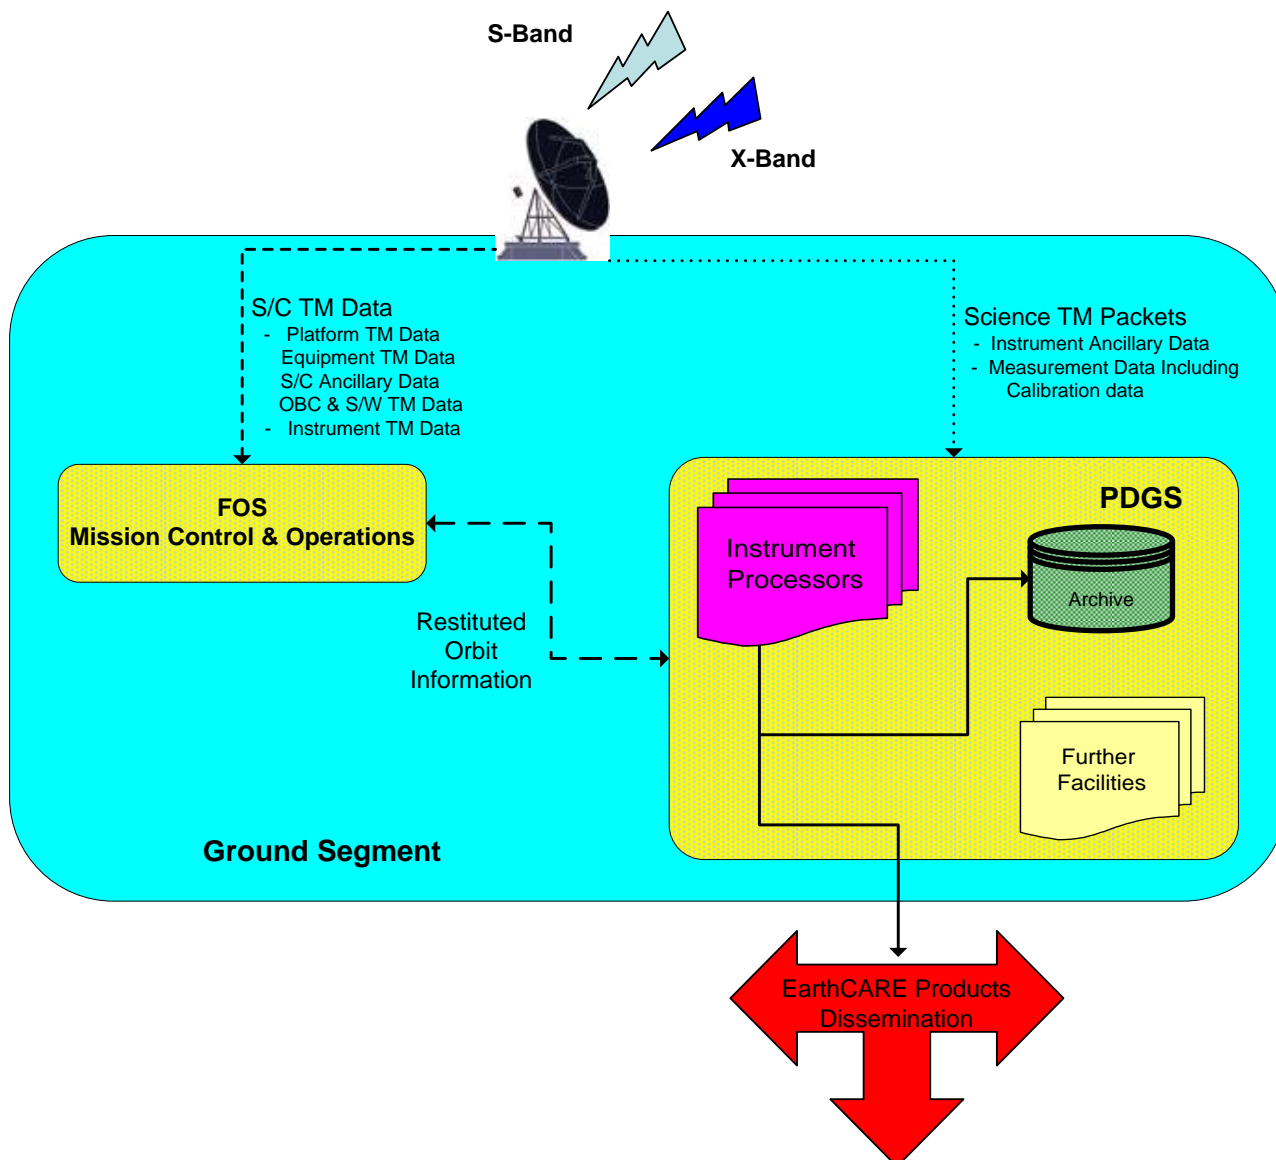 S-Band
X-Band
S/C TM Data
- Platform TM Data
Equipment TM Data
S/C Ancillary Data
OBC & S/W TM Data
- Instrument TM Data
Science TM Packets
- Instrument Ancillary Data
- Measurement Data Including
Calibration data
FOS
Mission Control & Operations
Restituted
Orbit
Information
PDGS
Instrument
Processors
Archive
Further
Facilities
Ground Segment
EarthCARE Products
Dissemination